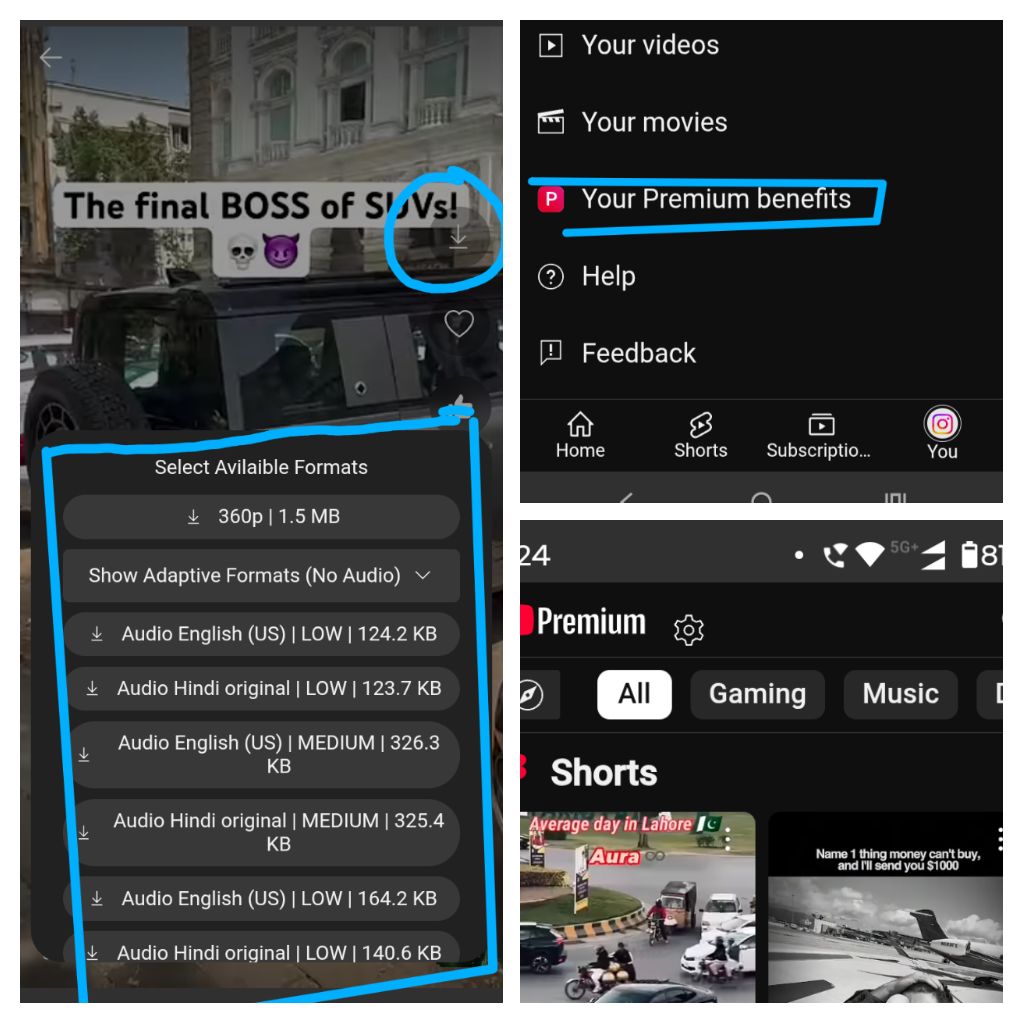 The final BOSS of SUVs!
💀😈
Select Avilaible Formats
360p | 1.5 MB
Show Adaptive Formats (No Audio)
Audio English (US) | LOW | 124.2 KB
Audio Hindi original | LOW | 123.7 KB
Audio English (US) | MEDIUM | 326.3
KB
Audio Hindi original | MEDIUM | 325.4
KB
Audio English (US) | LOW | 164.2 KB
Audio Hindi original | LOW | 140.6 KB
Your videos
Your movies
P
Your Premium benefits
Help
Feedback
Home
Shorts
Subscriptio...
You
24
5G+
81
Premium
All
Gaming
Music
Shorts
Average day in Lahore 🇵🇰
Aura ♾
Name 1 thing money can't buy,
and I'll send you $1000